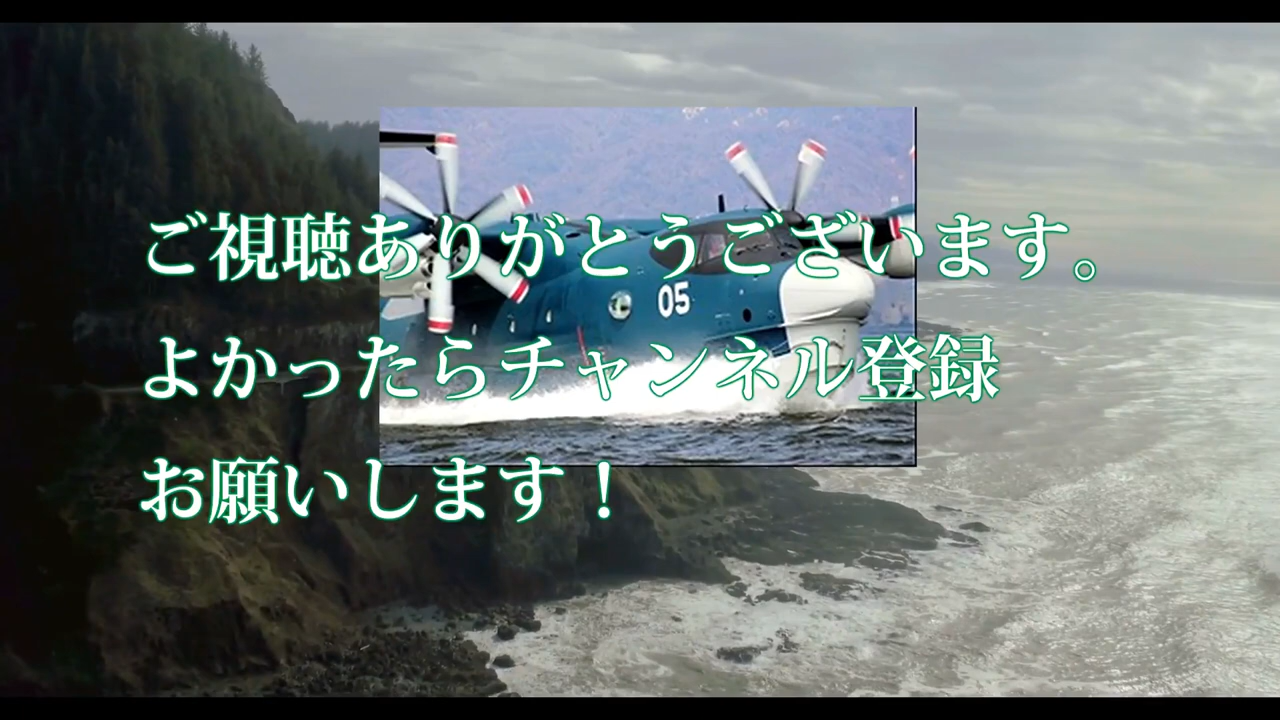 ご視聴ありがとうございます。
よかったらチャンネル登録
お願いします！
05